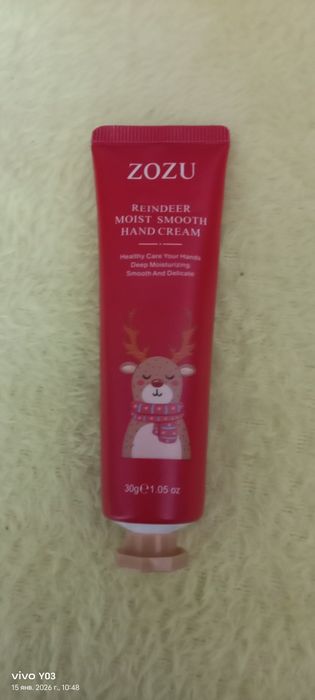 ZOZU
REINDEER
MOIST SMOOTH
HAND CREAM
Healthy Care Your Hands
Deep Moisturizing
Smooth And Delicate
30g℮1.05 oz
vivo Y03
15 янв. 2026 г., 10:48